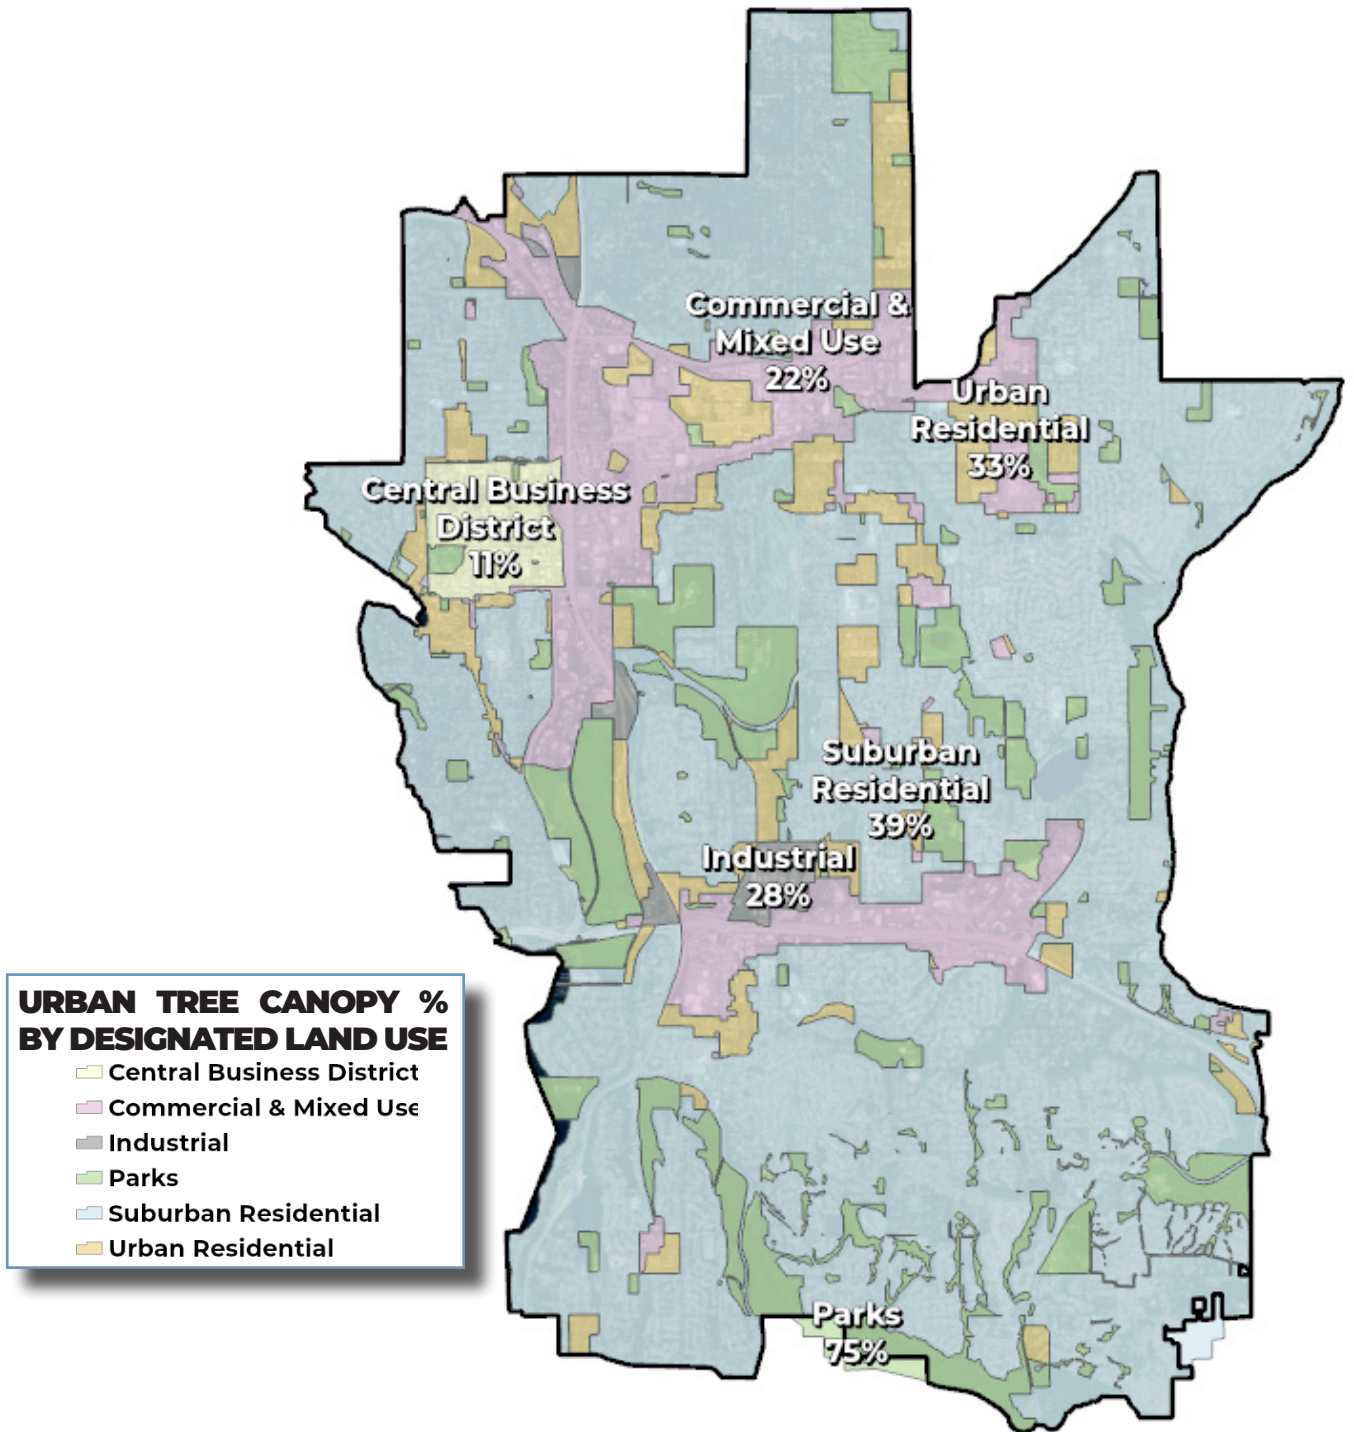 Commercial &
Mixed Use
22%
Urban
Residential
33%
Central Business
District
11%
Suburban
Residential
39%
Industrial
28%
Parks
75%
URBAN TREE CANOPY %
BY DESIGNATED LAND USE
Central Business District
Commercial & Mixed Use
Industrial
Parks
Suburban Residential
Urban Residential